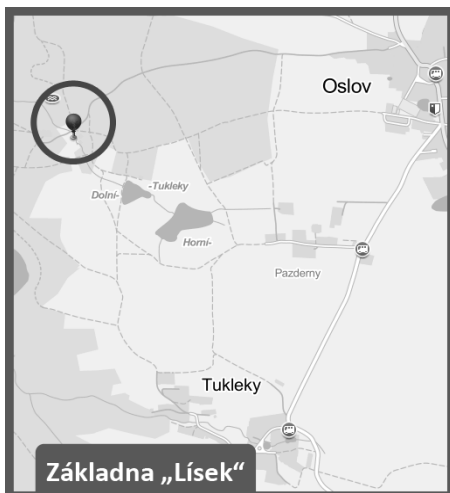 Oslov
-Tukleky
Dolní-
Horní-
Pazderny
Tukleky
Základna „Lísek“